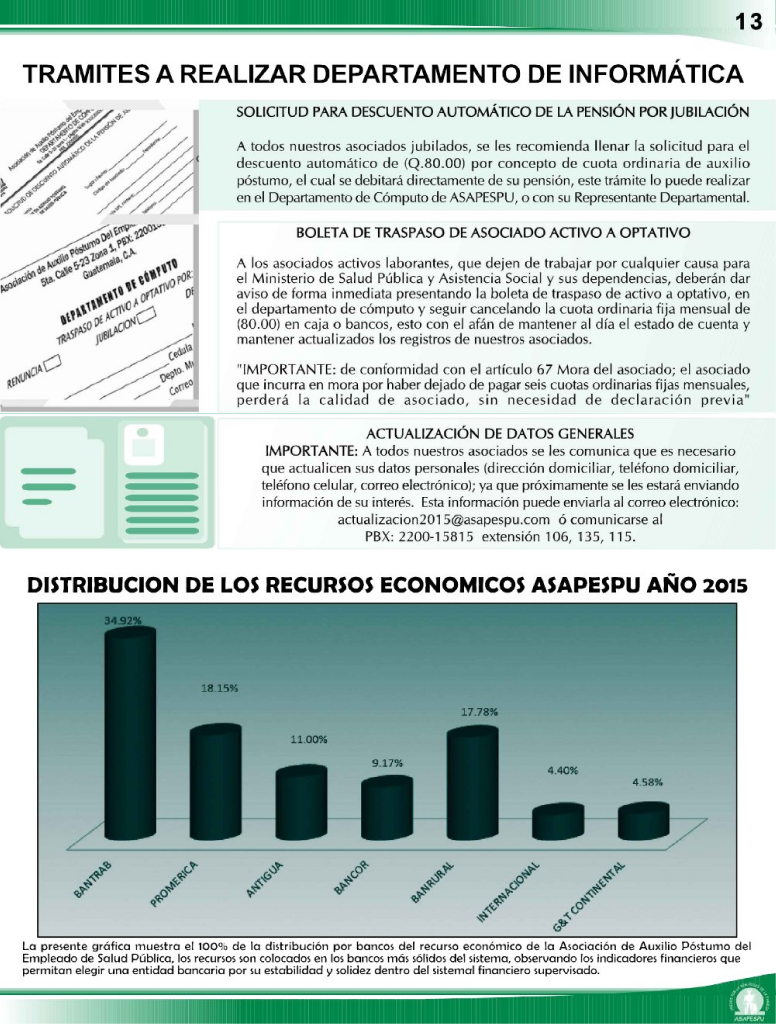 13
TRAMITES A REALIZAR DEPARTAMENTO DE INFORMÁTICA
SOLICITUD PARA DESCUENTO AUTOMÁTICO DE LA PENSIÓN POR JUBILACIÓN
A todos nuestros asociados jubilados, se les recomienda llenar la solicitud para el
descuento automático de (Q.80.00) por concepto de cuota ordinaria de auxilio
póstumo, el cual se debitará directamente de su pensión, este trámite lo puede realizar
en el Departamento de Cómputo de ASAPESPU, o con su Representante Departamental.
Asociación de Auxilio Póstumo Del Empl
5ta. Calle 5-23 Zona 1, PBX: 22001
Guatemala, C.A.
DEPARTAMENTO DE CÓMPUTO
TRASPASO DE ACTIVO A OPTATIVO POR:
JUBILACION
DE
RENUNCIA
Cedula
Depto. Mu
Correo
BOLETA DE TRASPASO DE ASOCIADO ACTIVO A OPTATIVO
A los asociados activos laborantes, que dejen de trabajar por cualquier causa para
el Ministerio de Salud Pública y Asistencia Social y sus dependencias, deberán dar
aviso de forma inmediata presentando la boleta de traspaso de activo a optativo, en
el departamento de cómputo y seguir cancelando la cuota ordinaria fija mensual de
(80.00) en caja o bancos, esto con el afán de mantener al día el estado de cuenta y
mantener actualizados los registros de nuestros asociados.
"IMPORTANTE: de conformidad con el artículo 67 Mora del asociado; el asociado
que incurra en mora por haber dejado de pagar seis cuotas ordinarias fijas mensuales,
perderá la calidad de asociado, sin necesidad de declaración previa"
ACTUALIZACIÓN DE DATOS GENERALES
IMPORTANTE: A todos nuestros asociados se les comunica que es necesario
que actualicen sus datos personales (dirección domiciliar, teléfono domiciliar,
teléfono celular, correo electrónico); ya que próximamente se les estará enviando
información de su interés. Esta información puede enviarla al correo electrónico:
actualizacion2015@asapespu.com ó comunicarse al
PBX: 2200-15815 extensión 106, 135, 115.
DISTRIBUCION DE LOS RECURSOS ECONOMICOS ASAPESPU AÑO 2015
34.92%
18.15%
11.00%
9.17%
17.78%
4.40%
4.58%
BANTRAB
PROMERICA
ANTIGUA
BANCOR
BANRURAL
INTERNACIONAL
G&T CONTINENTAL
La presente gráfica muestra el 100% de la distribución por bancos del recurso económico de la Asociación de Auxilio Póstumo del
Empleado de Salud Pública, los recursos son colocados en los bancos más sólidos del sistema, observando los indicadores financieros que
permitan elegir una entidad bancaria por su estabilidad y solidez dentro del sistemal financiero supervisado.
ASAPESPU